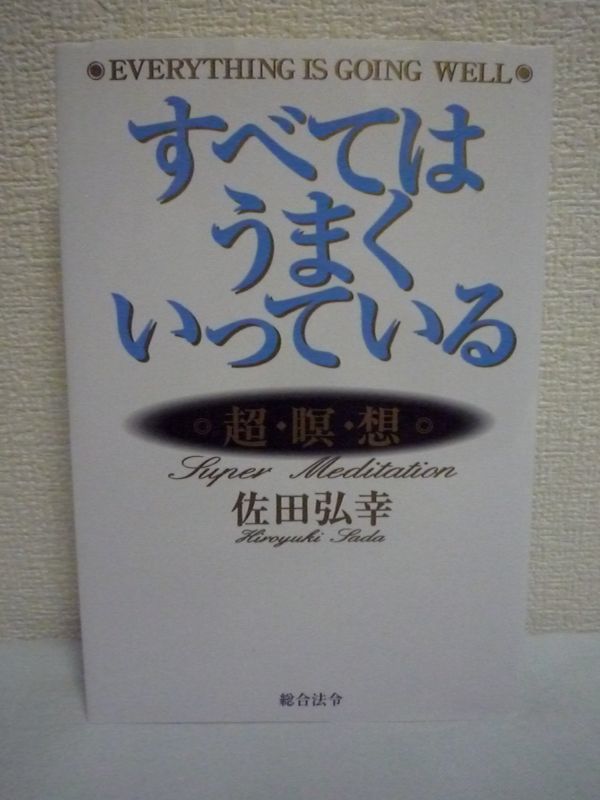 ◉EVERYTHING IS GOING WELL◉
すべては
うまく
いっている
◎超・瞑・想◎
Super Meditation
佐田弘幸
Hiroyuki Sada
総合法令